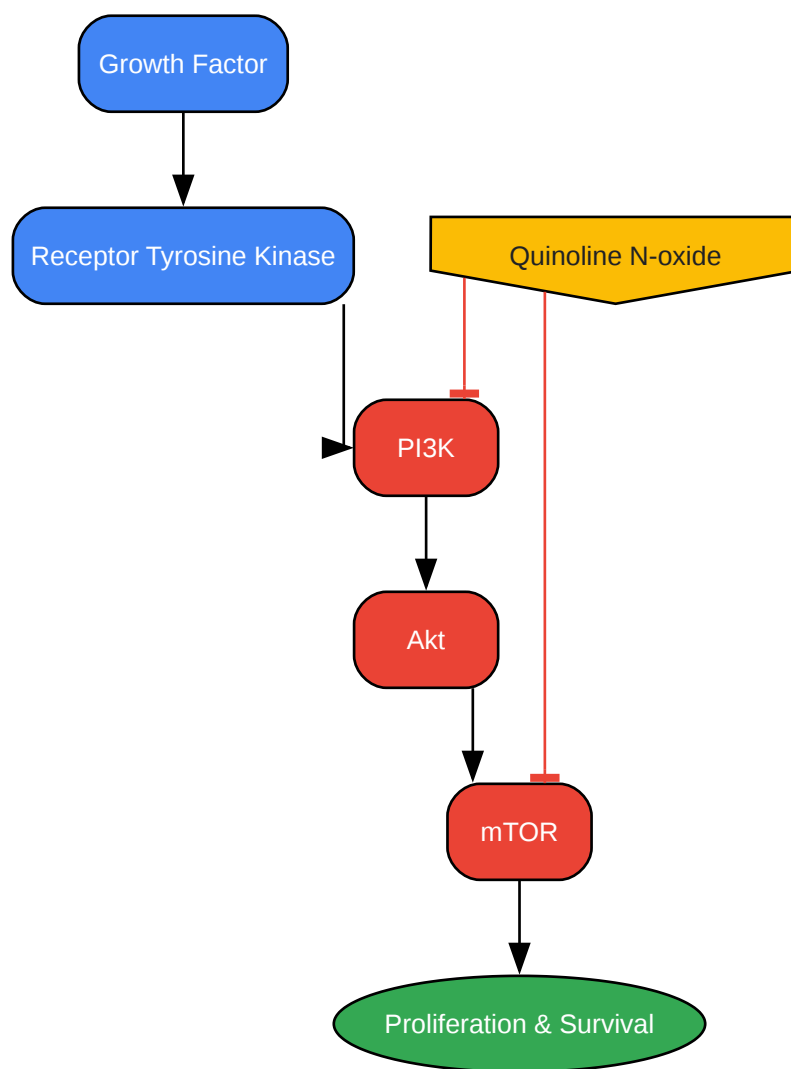 Growth Factor
Receptor Tyrosine Kinase
Quinoline N-oxide
PI3K
Akt
mTOR
Proliferation & Survival